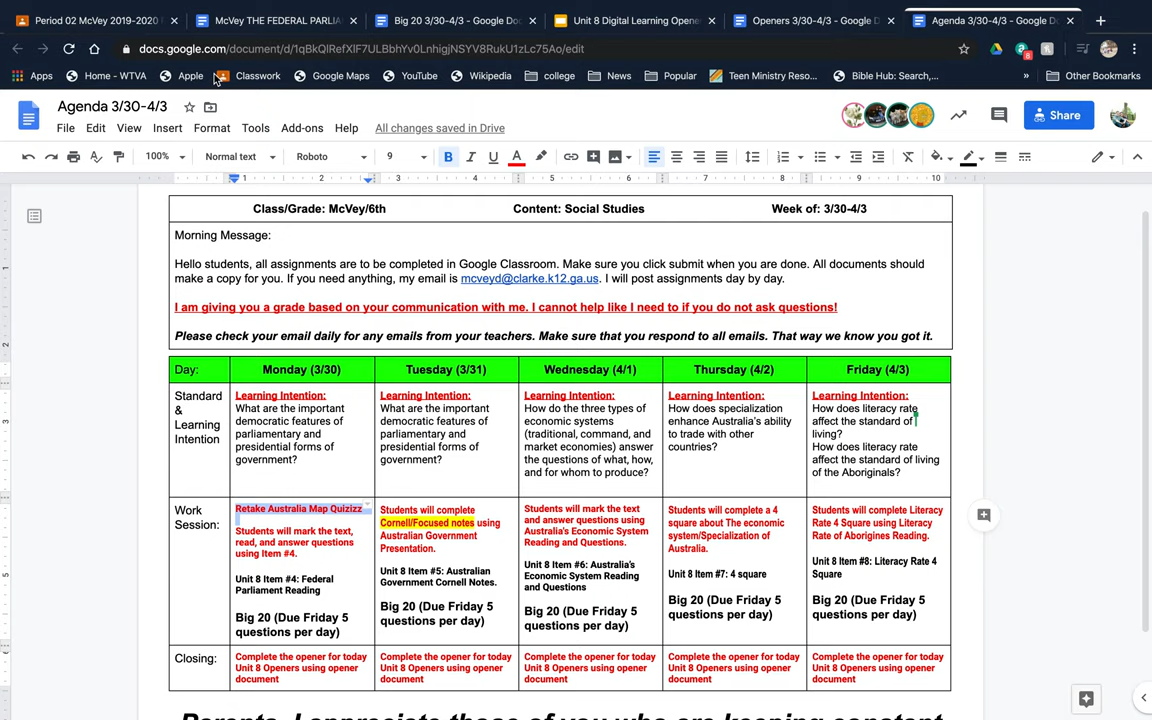 Period 02 McVey 2019-2020
McVey THE FEDERAL PARLIA
Big 20 3/30-4/3 - Google Do
Unit 8 Digital Learning Opene
Openers 3/30-4/3 - Google D
Agenda 3/30-4/3 - Google Do
docs.google.com/document/d/1qBkQlRefXIF7ULBbhYv0LnhigjNSYV8RukU1zLc75Ao/edit
Apps
Home - WTVA
Apple
Classwork
Google Maps
YouTube
Wikipedia
college
News
Popular
Teen Ministry Reso...
Bible Hub: Search,...
»
Other Bookmarks
Agenda 3/30-4/3
File Edit View Insert Format Tools Add-ons Help All changes saved in Drive
Share
100% Normal text Roboto 9 B I U A
1 2 3 4 5 6 7 8 9 10
Class/Grade: McVey/6th Content: Social Studies Week of: 3/30-4/3
Morning Message:
Hello students, all assignments are to be completed in Google Classroom. Make sure you click submit when you are done. All documents should
make a copy for you. If you need anything, my email is mcveyd@clarke.k12.ga.us. I will post assignments day by day.
I am giving you a grade based on your communication with me. I cannot help like I need to if you do not ask questions!
Please check your email daily for any emails from your teachers. Make sure that you respond to all emails. That way we know you got it.
Day: Monday (3/30) Tuesday (3/31) Wednesday (4/1) Thursday (4/2) Friday (4/3)
Standard
&
Learning
Intention
Learning Intention:
What are the important
democratic features of
parliamentary and
presidential forms of
government?
Learning Intention:
What are the important
democratic features of
parliamentary and
presidential forms of
government?
Learning Intention:
How do the three types of
economic systems
(traditional, command, and
market economies) answer
the questions of what, how,
and for whom to produce?
Learning Intention:
How does specialization
enhance Australia's ability
to trade with other
countries?
Learning Intention:
How does literacy rate
affect the standard of
living?
How does literacy rate
affect the standard of living
of the Aboriginals?
Work
Session:
Retake Australia Map Quizizz
Students will mark the text,
read, and answer questions
using Item #4.
Unit 8 Item #4: Federal
Parliament Reading
Big 20 (Due Friday 5
questions per day)
Students will complete
Cornell/Focused notes using
Australian Government
Presentation.
Unit 8 Item #5: Australian
Government Cornell Notes.
Big 20 (Due Friday 5
questions per day)
Students will mark the text
and answer questions using
Australia's Economic System
Reading and Questions.
Unit 8 Item #6: Australia's
Economic System Reading
and Questions
Big 20 (Due Friday 5
questions per day)
Students will complete a 4
square about The economic
system/Specialization of
Australia.
Unit 8 Item #7: 4 square
Big 20 (Due Friday 5
questions per day)
Students will complete Literacy
Rate 4 Square using Literacy
Rate of Aborigines Reading.
Unit 8 Item #8: Literacy Rate 4
Square
Big 20 (Due Friday 5
questions per day)
Closing:
Complete the opener for today
Unit 8 Openers using opener
document
Complete the opener for today
Unit 8 Openers using opener
document
Complete the opener for today
Unit 8 Openers using opener
document
Complete the opener for today
Unit 8 Openers using opener
document
Complete the opener for today
Unit 8 Openers using opener
document
Parents, I appreciate those of you who are keeping constant